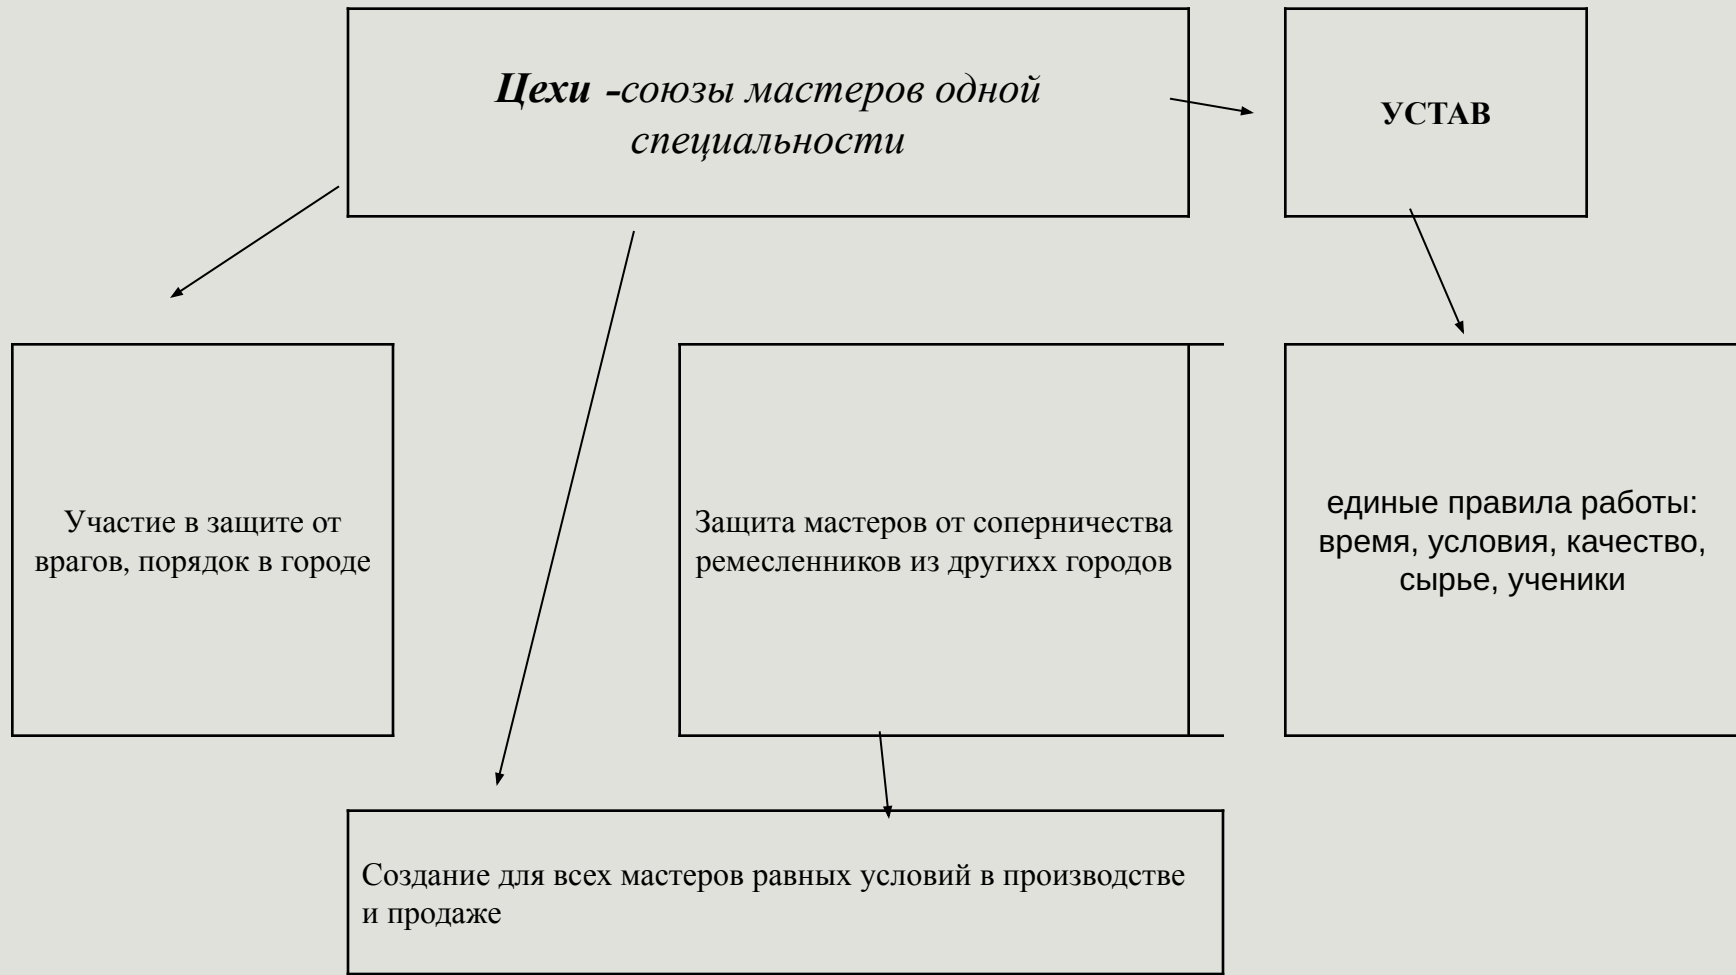 Цехи -союзы мастеров одной
специальности
УСТАВ
Участие в защите от
врагов, порядок в городе
Защита мастеров от соперничества
ремесленников из другихх городов
единые правила работы:
время, условия, качество,
сырье, ученики
Создание для всех мастеров равных условий в производстве
и продаже